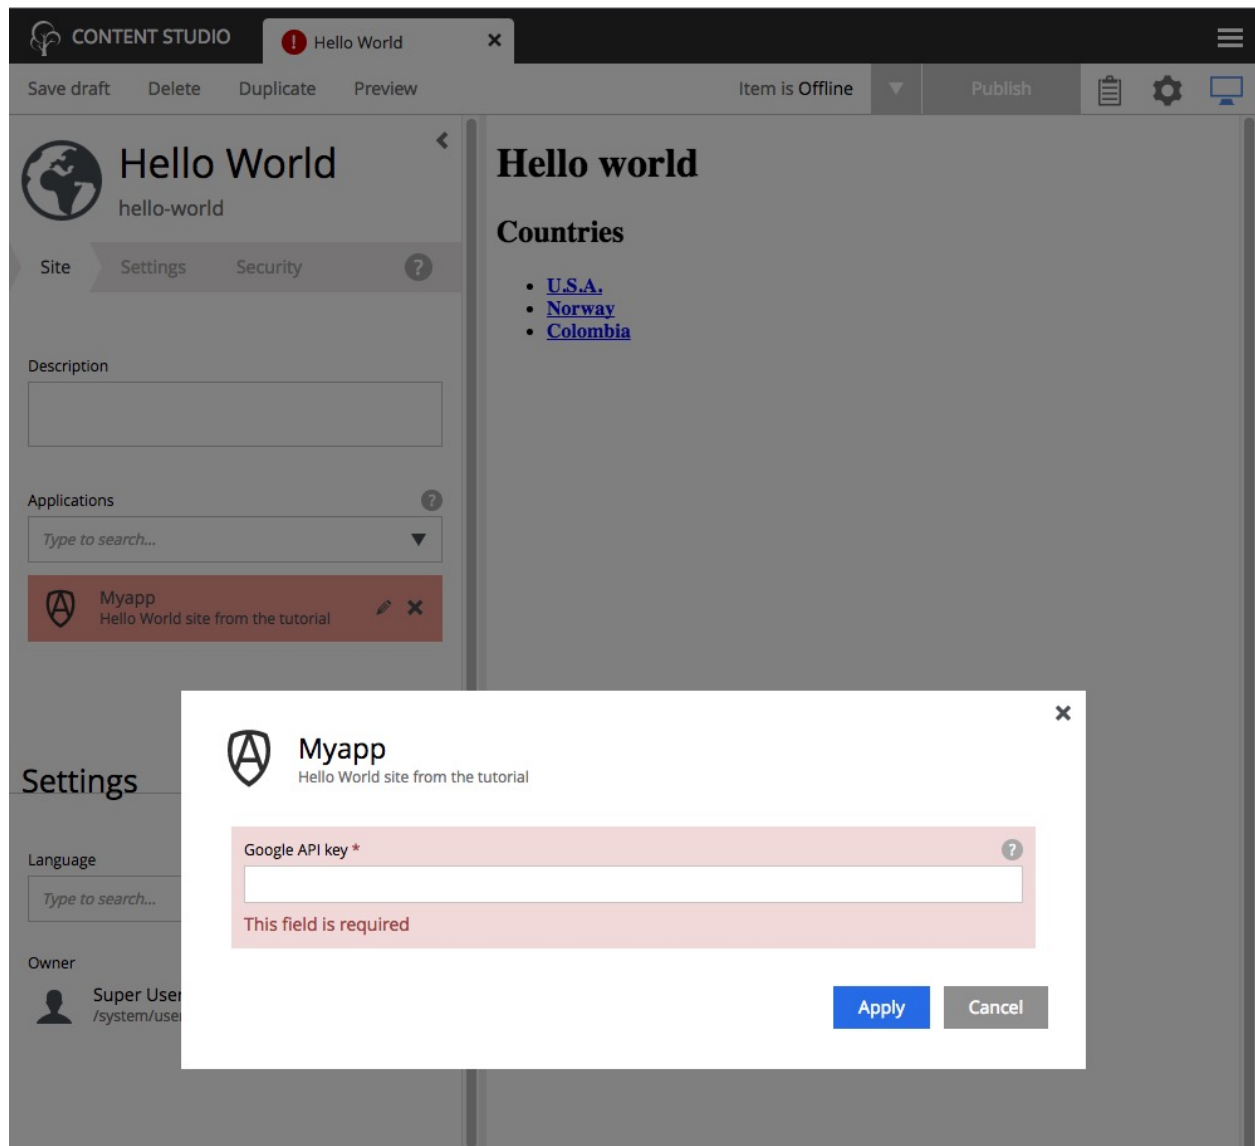 CONTENT STUDIO
Hello World
Save draft Delete Duplicate Preview Item is Offline Publish
Hello World
hello-world
Site Settings Security ?
Description
Applications ?
Type to search...
Myapp
Hello World site from the tutorial
Settings
Language
Type to search...
Owner
Super User
/system/use
Hello world
Countries
U.S.A.
Norway
Colombia
Myapp
Hello World site from the tutorial
Google API key * ?
This field is required
Apply Cancel